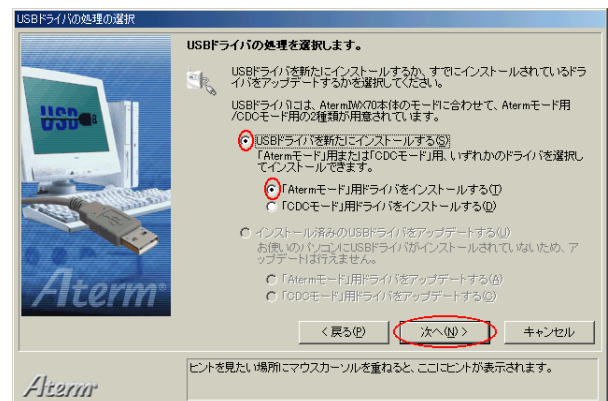 USBドライバの処理の選択
USBドライバの処理を選択します。
USBドライバを新たにインストールするか、すでにインストールされているドラ
イバをアップデートするかを選択してください。
USBドライバには、AtermIWX70本体のモードに合わせて、Atermモード用
/CDCモード用の2種類が用意されています。
USBドライバを新たにインストールする(S)
「Atermモード」用または「CDCモード」用、いずれかのドライバを選択し
てインストールできます。
「Atermモード」用ドライバをインストールする(T)
「CDCモード」用ドライバをインストールする(D)
インストール済みのUSBドライバをアップデートする(U)
お使いのパソコンにUSBドライバがインストールされていないため、ア
ップデートは行えません。
「Atermモード」用ドライバをアップデートする(A)
「CDCモード」用ドライバをアップデートする(C)
USB
Aterm
< 戻る(P)
次へ(N) >
キャンセル
ヒントを見たい場所にマウスカーソルを重ねると、ここにヒントが表示されます。
Aterm